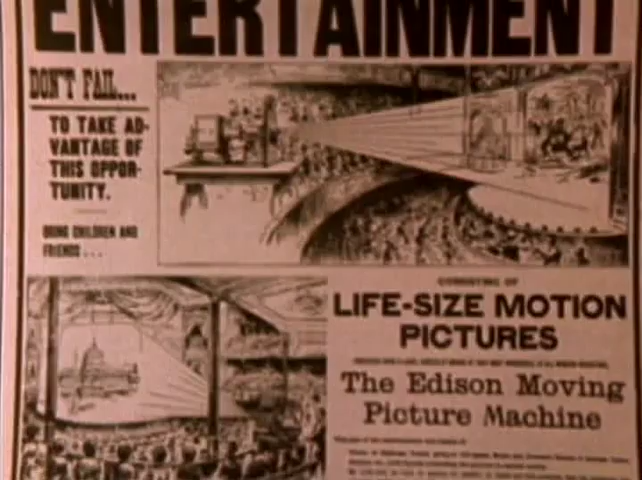 ENTERTAINMENT
DON'T FAIL...
TO TAKE AD-
VANTAGE OF
THIS OPPOR-
TUNITY.
BRING CHILDREN AND
FRIENDS...
CONSISTING OF
LIFE-SIZE MOTION
PICTURES
The Edison Moving
Picture Machine